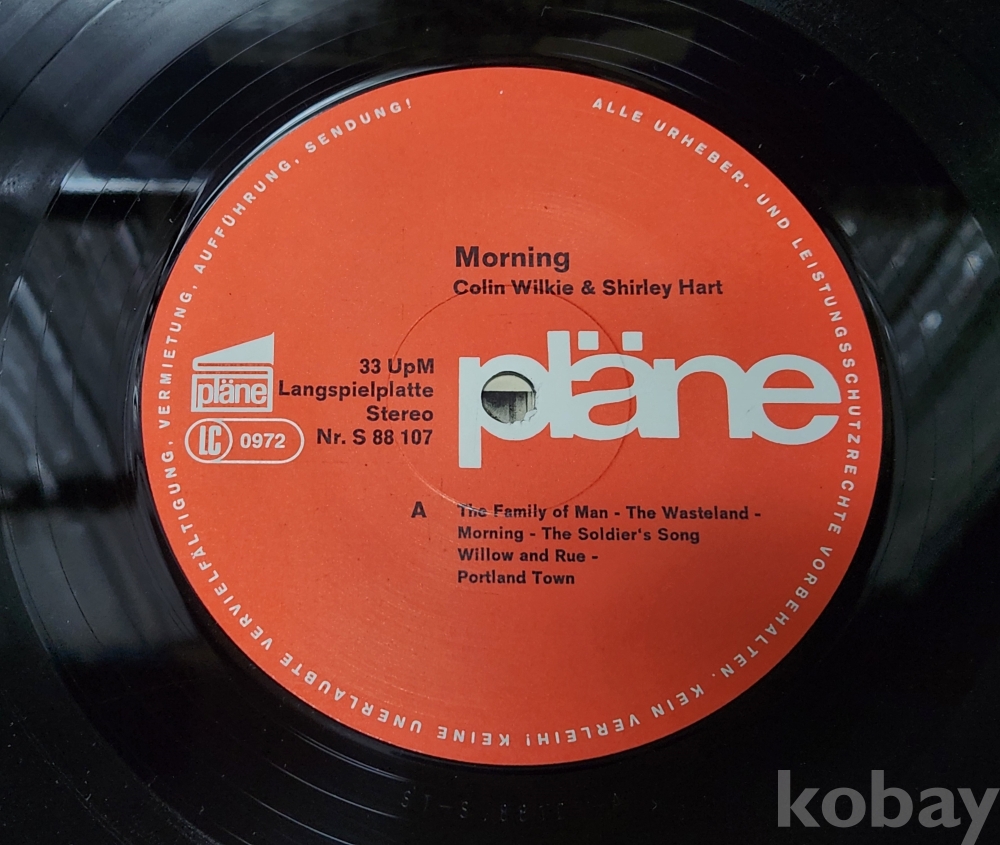 ALLE URHEBER- UND LEISTUNGSSCHUTZRECHTE VORBEHALTEN. KEIN VERLEIH! KEINE UNERLAUBTE VERVIELFÄLTIGUNG, VERMIETUNG, AUFFÜHRUNG, SENDUNG!
Morning
Colin Wilkie & Shirley Hart
pläne
LC 0972
33 UpM
Langspielplatte
Stereo
Nr. S 88 107
pläne
A
The Family of Man - The Wasteland -
Morning - The Soldier's Song
Willow and Rue -
Portland Town
kobay